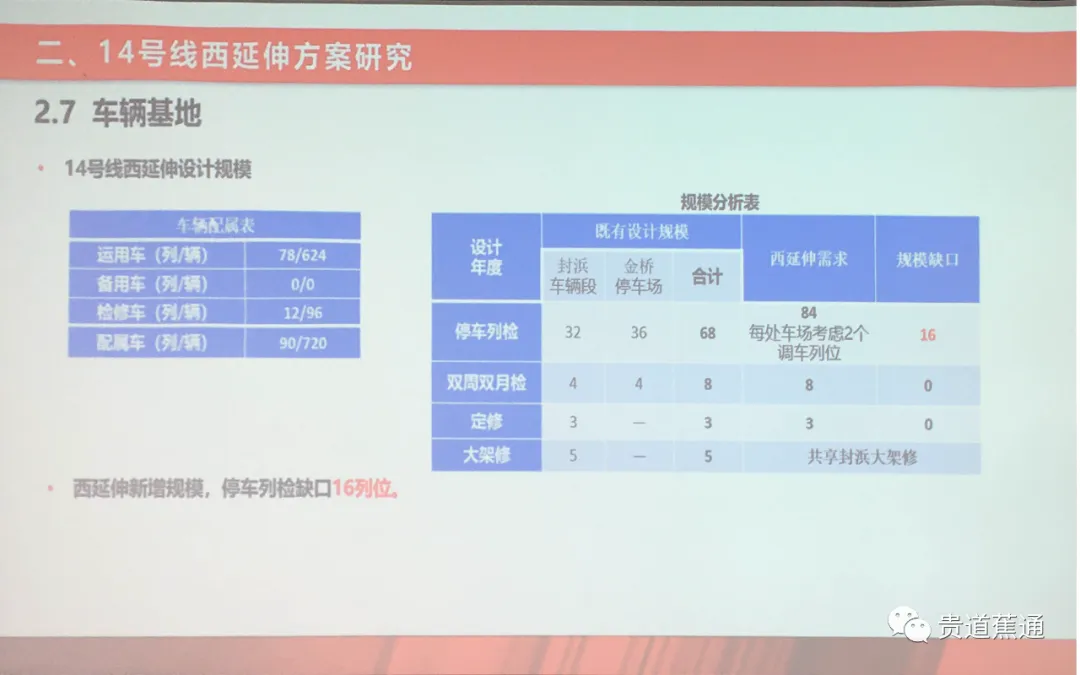 二、14号线西延伸方案研究
2.7 车辆基地
• 14号线西延伸设计规模
车辆配属表
运用车（列/辆） 78/624
备用车（列/辆） 0/0
检修车（列/辆） 12/96
配属车（列/辆） 90/720
规模分析表
设计年度 既有设计规模 西延伸需求 规模缺口
封浜车辆段 金桥停车场 合计
停车列检 32 36 68 84 每处车场考虑2个调车列位 16
双周双月检 4 4 8 8 0
定修 3 — 3 3 0
大架修 5 — 5 共享封浜大架修
• 西延伸新增规模，停车列检缺口16列位。
贵道蕉通